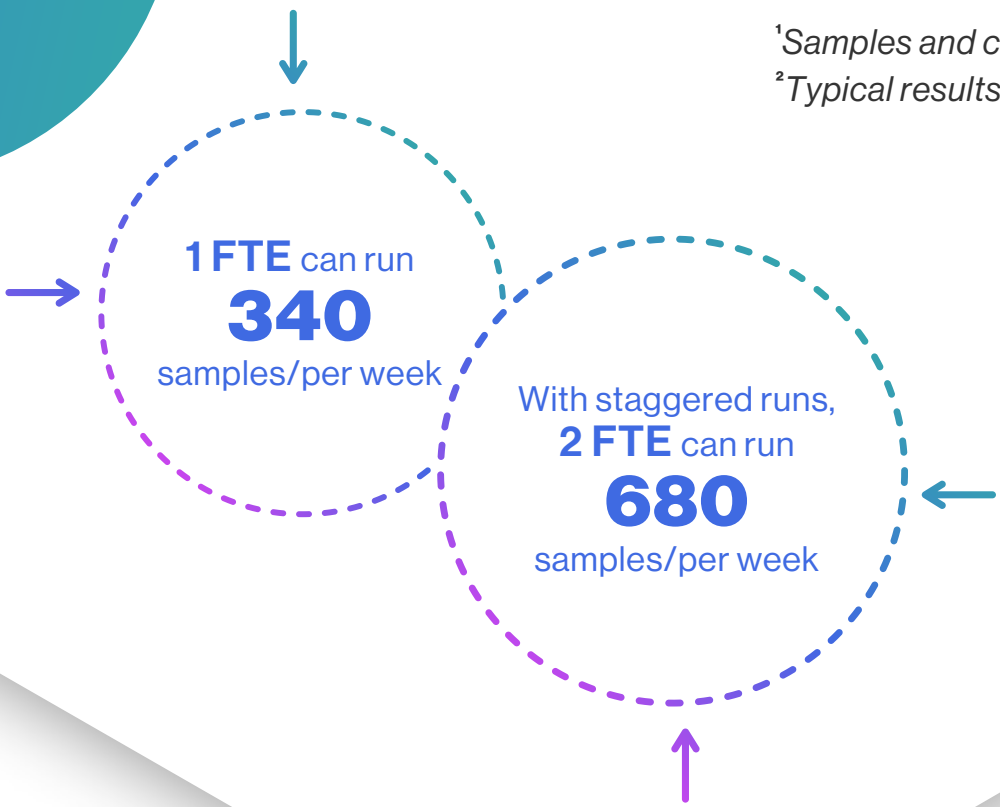 ¹Samples and c
²Typical results
1 FTE can run
340
samples/per week
With staggered runs,
2 FTE can run
680
samples/per week